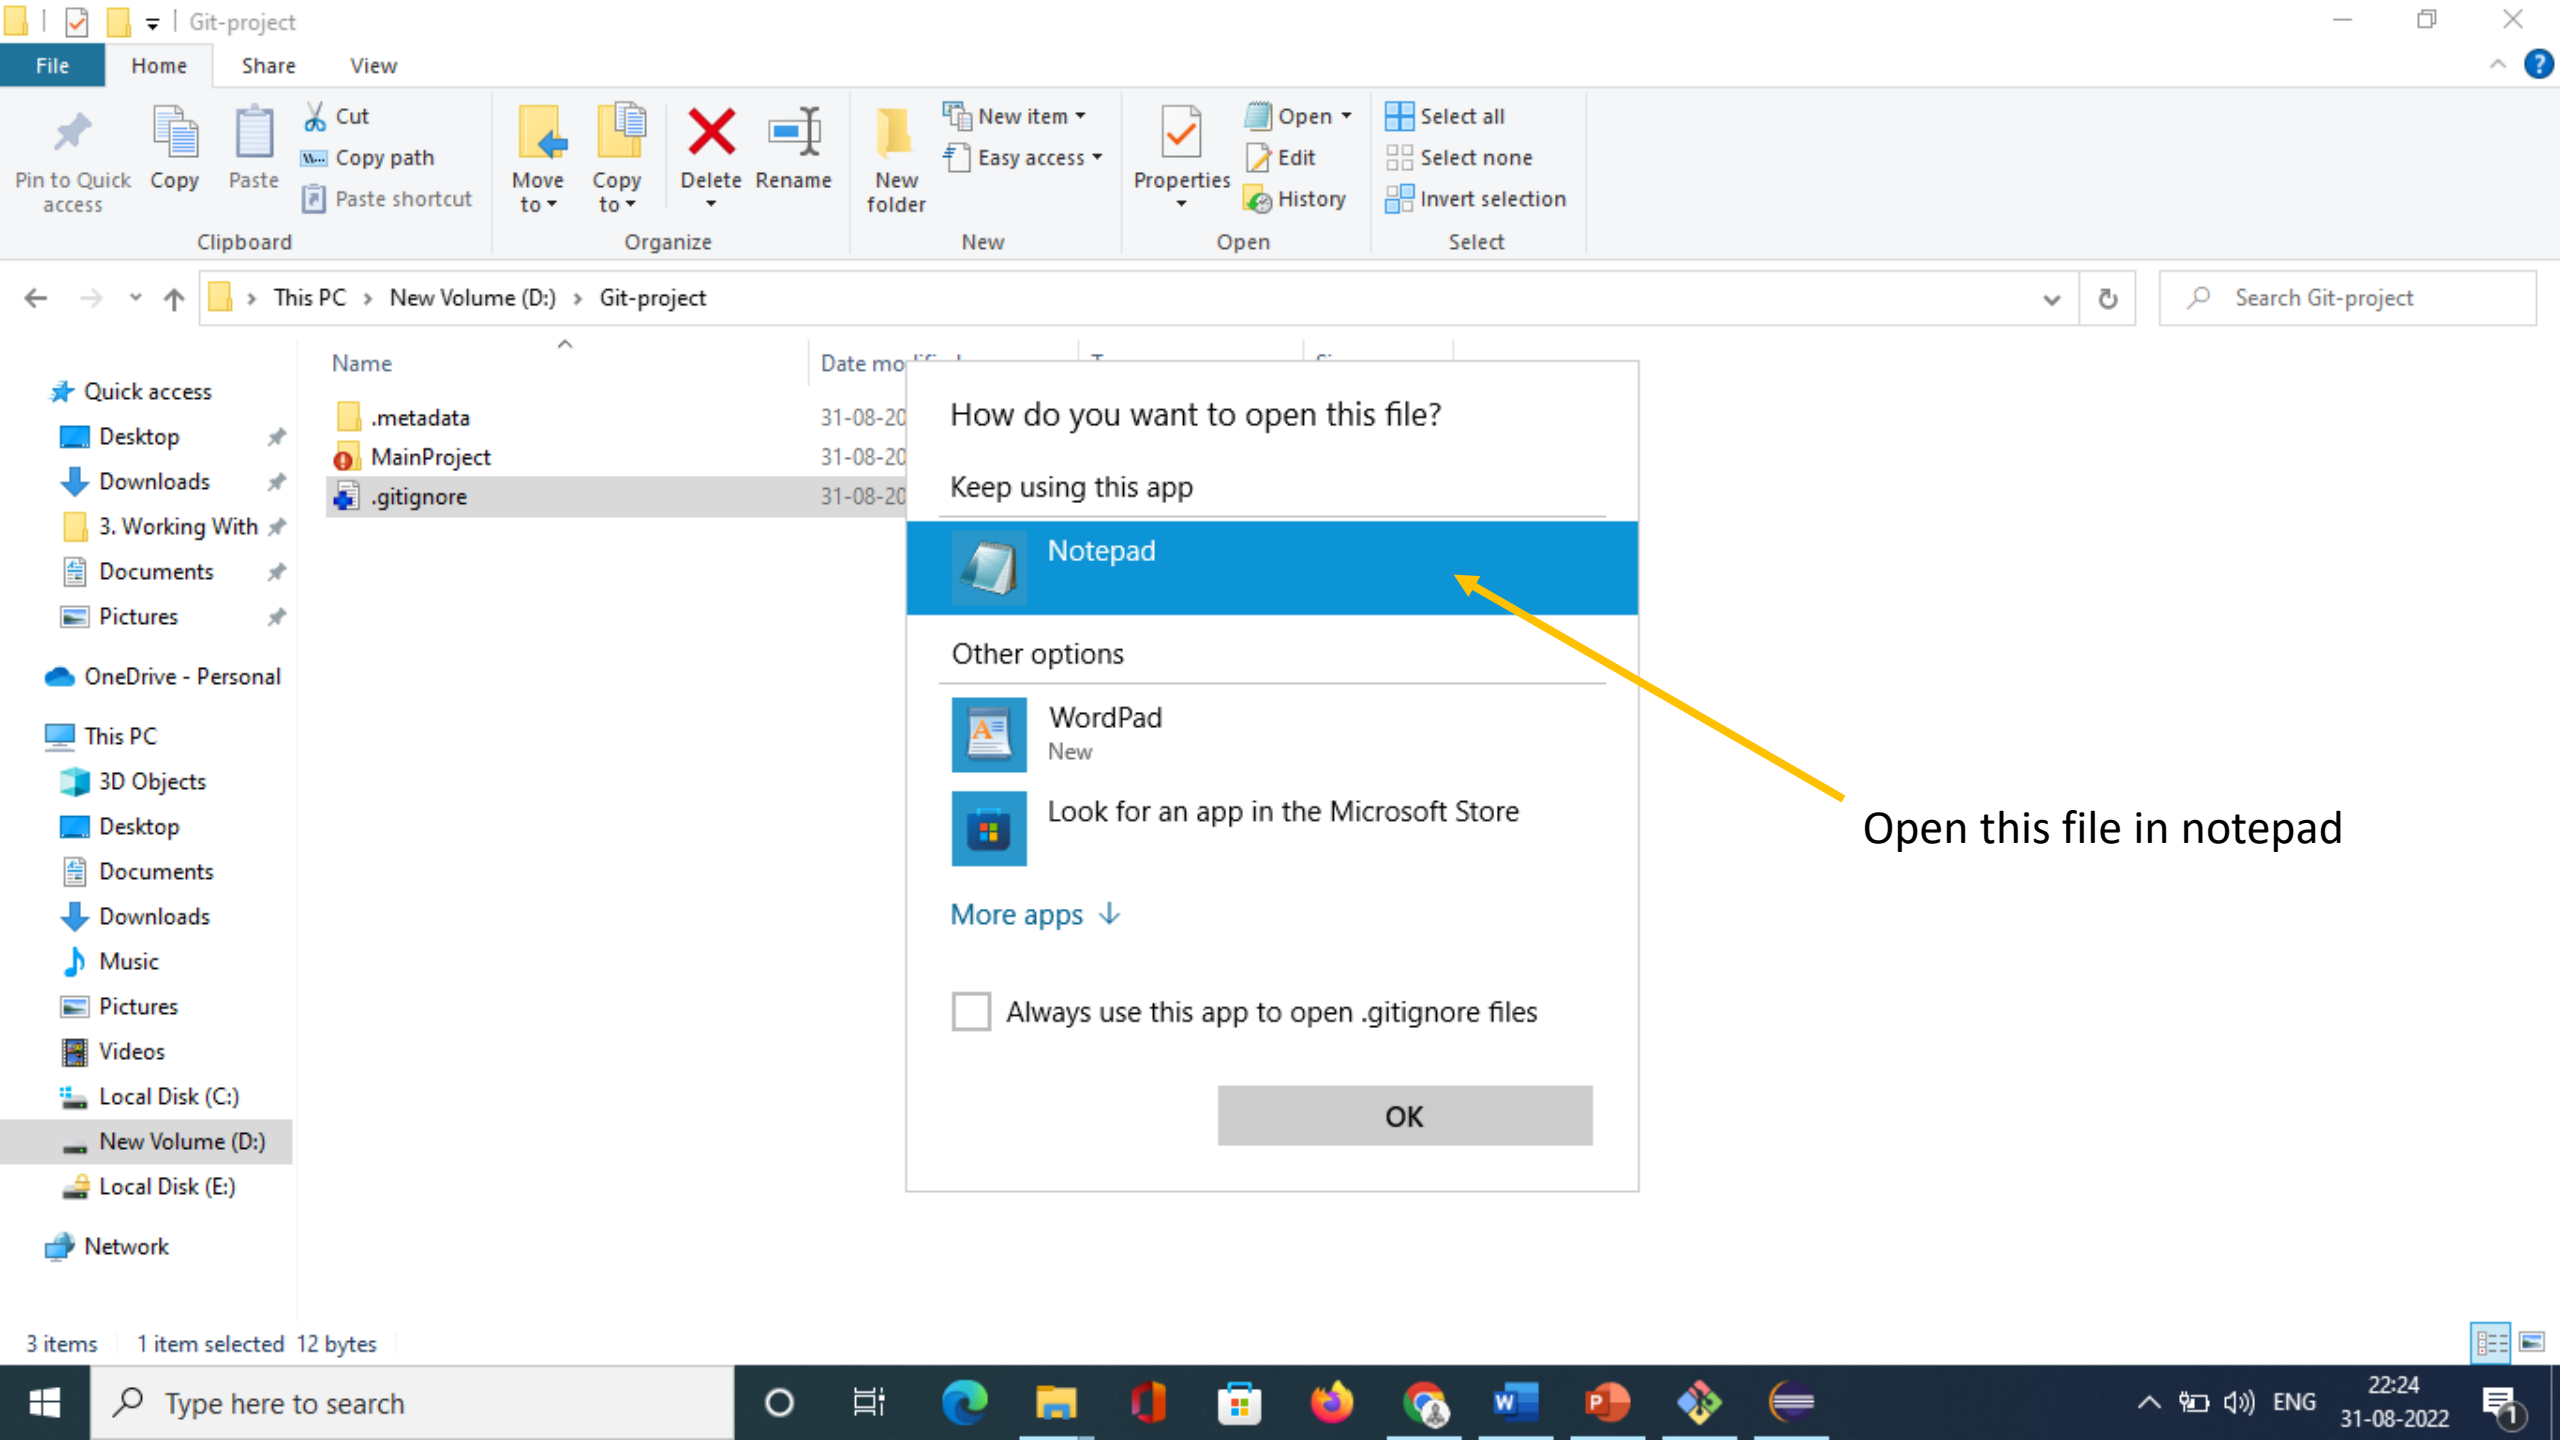 Git-project
File Home Share View
Pin to Quick access
Copy
Paste
Cut
Copy path
Paste shortcut
Clipboard
Move to
Copy to
Delete
Rename
Organize
New folder
New item
Easy access
New
Properties
Open
Edit
History
Open
Select all
Select none
Invert selection
Select
This PC > New Volume (D:) > Git-project
Search Git-project
Quick access
Desktop
Downloads
3. Working With
Documents
Pictures
OneDrive - Personal
This PC
3D Objects
Desktop
Documents
Downloads
Music
Pictures
Videos
Local Disk (C:)
New Volume (D:)
Local Disk (E:)
Network
Name
.metadata 31-08-20
MainProject 31-08-20
.gitignore 31-08-20
How do you want to open this file?
Keep using this app
Notepad
Other options
WordPad
New
Look for an app in the Microsoft Store
More apps
Always use this app to open .gitignore files
OK
Open this file in notepad
3 items 1 item selected 12 bytes
Type here to search
ENG
22:24
31-08-2022
1